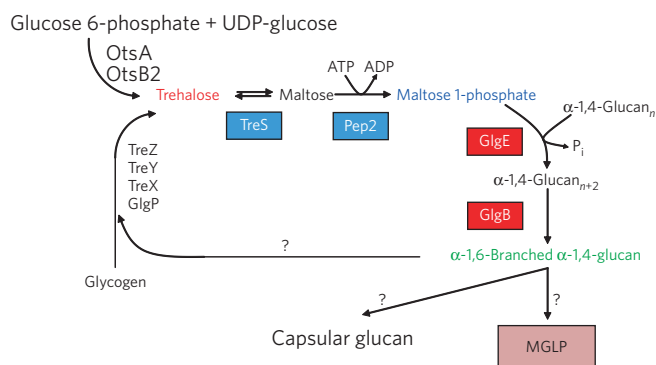 Glucose 6-phosphate + UDP-glucose
OtsA
OtsB2
ATP
ADP
Trehalose
Maltose
Maltose 1-phosphate
α-1,4-Glucanₙ
TreS
Pep2
GlgE
Pᵢ
TreZ
TreY
TreX
GlgP
α-1,4-Glucanₙ₊₂
GlgB
?
α-1,6-Branched α-1,4-glucan
Glycogen
?
?
Capsular glucan
MGLP